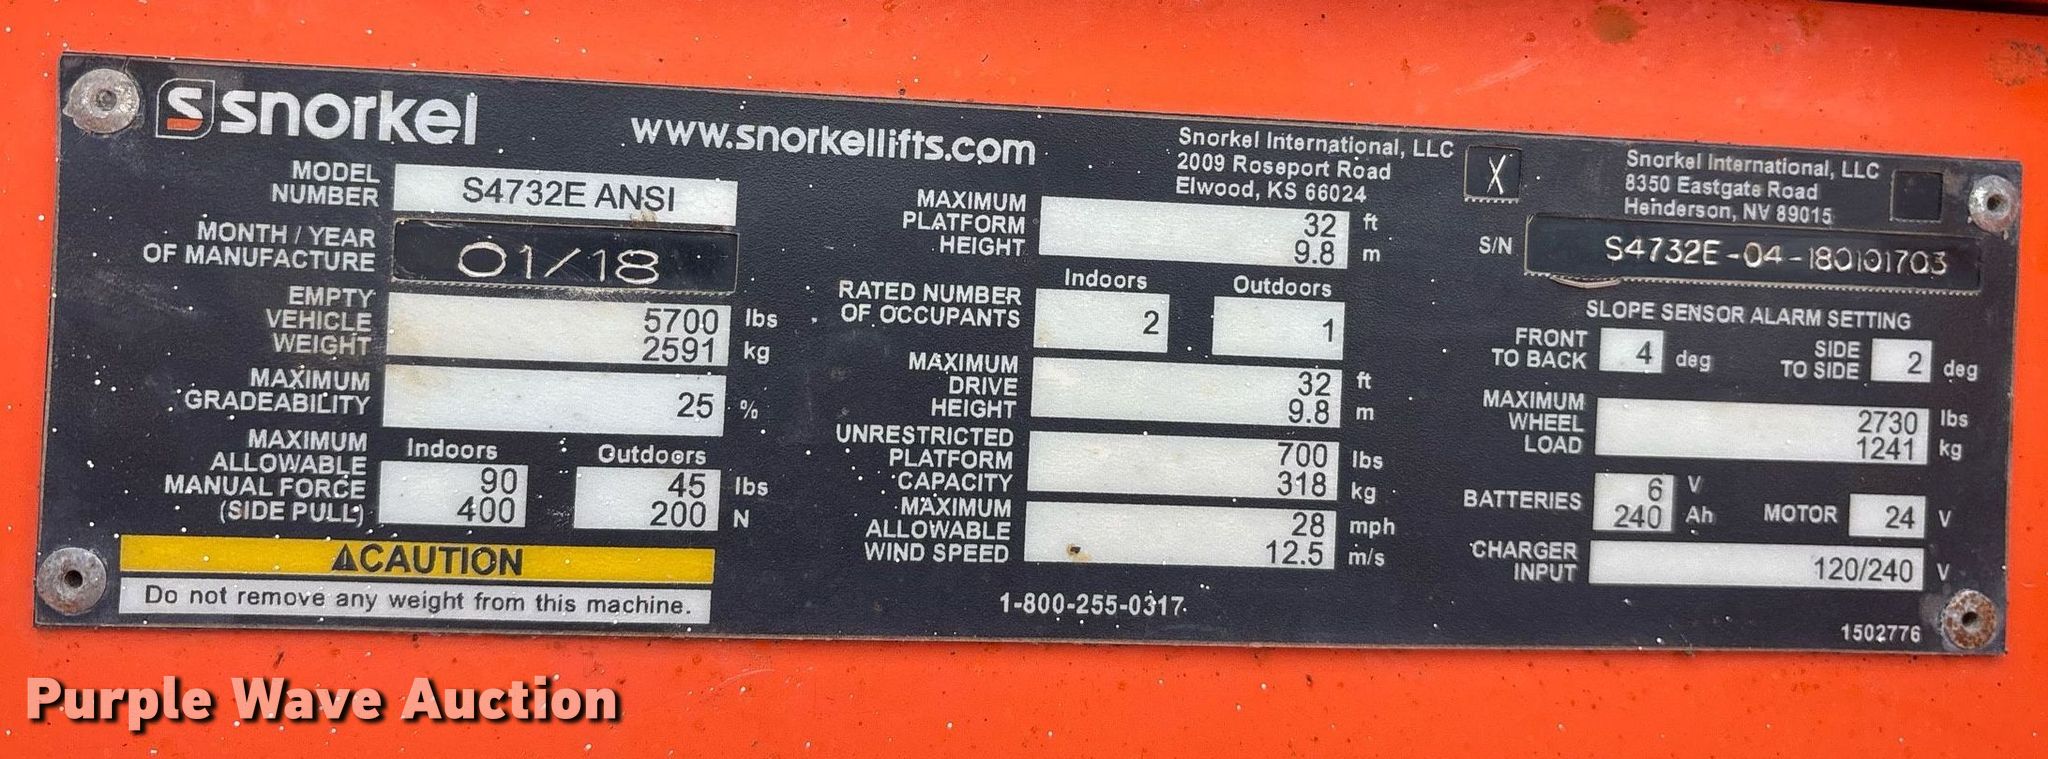 snorkel
www.snorkellifts.com
Snorkel International, LLC
2009 Roseport Road
Elwood, KS 66024
X
Snorkel International, LLC
8350 Eastgate Road
Henderson, NV 89015
MODEL
NUMBER
S4732E ANSI
MONTH / YEAR
OF MANUFACTURE
01/18
EMPTY
VEHICLE
WEIGHT
5700 lbs
2591 kg
MAXIMUM
GRADEABILITY
25 %
MAXIMUM
ALLOWABLE
MANUAL FORCE
(SIDE PULL)
Indoors
90
400
Outdoors
45 lbs
200 N
⚠CAUTION
Do not remove any weight from this machine.
MAXIMUM
PLATFORM
HEIGHT
32 ft
9.8 m
RATED NUMBER
OF OCCUPANTS
Indoors
2
Outdoors
1
MAXIMUM
DRIVE
HEIGHT
32 ft
9.8 m
UNRESTRICTED
PLATFORM
CAPACITY
700 lbs
318 kg
MAXIMUM
ALLOWABLE
WIND SPEED
28 mph
12.5 m/s
1-800-255-0317
S/N S4732E-04-180101703
SLOPE SENSOR ALARM SETTING
FRONT
TO BACK
4 deg
SIDE
TO SIDE
2 deg
MAXIMUM
WHEEL
LOAD
2730 lbs
1241 kg
BATTERIES
6 V
240 Ah
MOTOR 24 V
CHARGER
INPUT
120/240 V
1502776
Purple Wave Auction